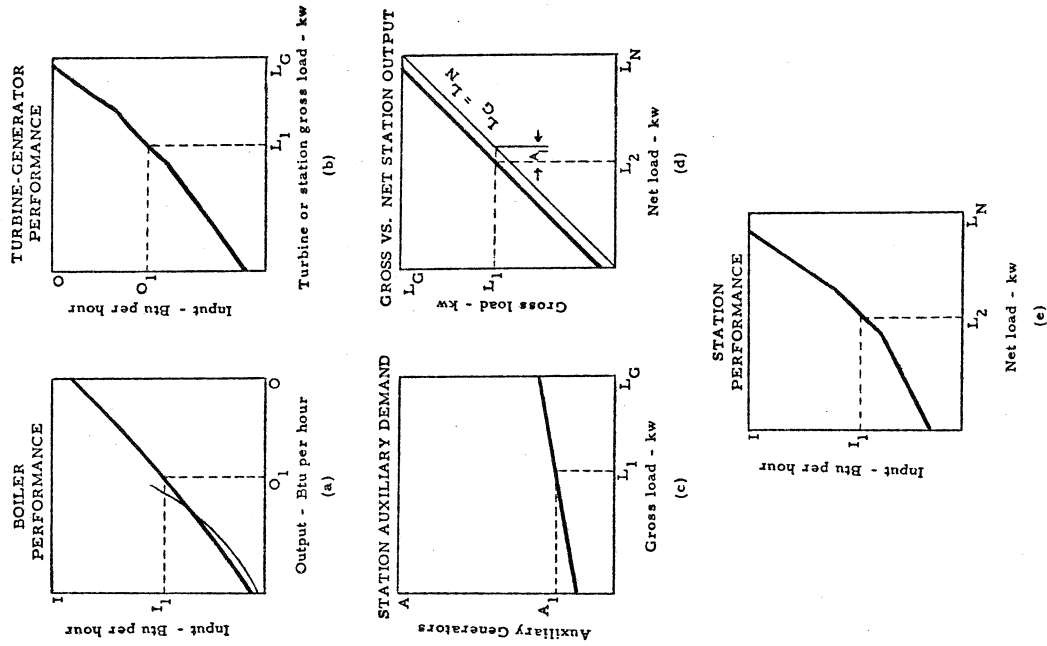 BOILER
PERFORMANCE
I
I1
Input - Btu per hour
O1
O
Output - Btu per hour
(a)
TURBINE-GENERATOR
PERFORMANCE
O
O1
Input - Btu per hour
L1
LG
Turbine or station gross load - kw
(b)
STATION AUXILIARY DEMAND
A
A1
Auxiliary Generators
L1
LG
Gross load - kw
(c)
GROSS VS. NET STATION OUTPUT
LG
L1
Gross load - kw
LG = LN
A1
L2
LN
Net load - kw
(d)
STATION
PERFORMANCE
I
I1
Input - Btu per hour
L2
LN
Net load - kw
(e)